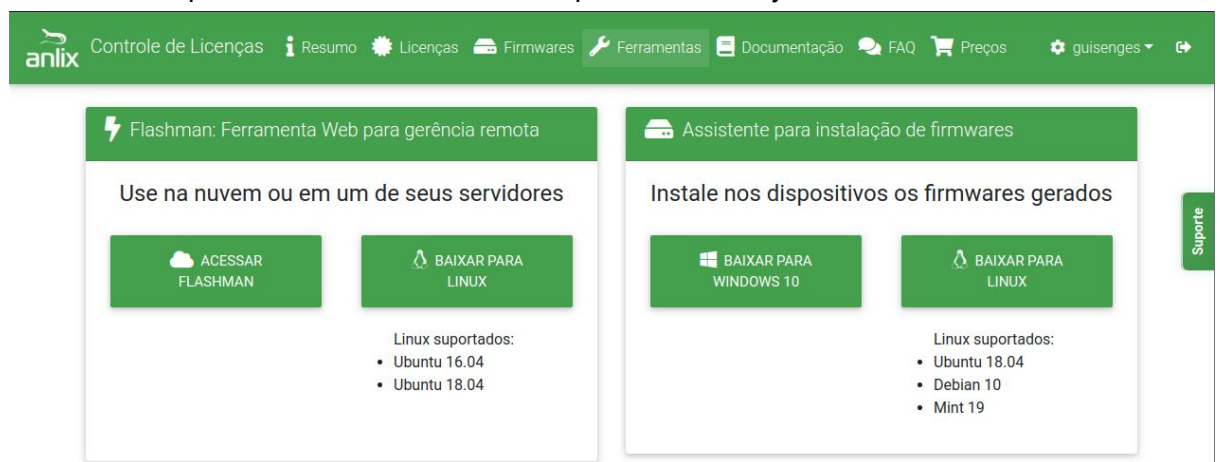 anlix
Controle de Licenças
Resumo
Licenças
Firmwares
Ferramentas
Documentação
FAQ
Preços
guisenges
Flashman: Ferramenta Web para gerência remota
Use na nuvem ou em um de seus servidores
ACESSAR
FLASHMAN
BAIXAR PARA
LINUX
Linux suportados:
• Ubuntu 16.04
• Ubuntu 18.04
Assistente para instalação de firmwares
Instale nos dispositivos os firmwares gerados
BAIXAR PARA
WINDOWS 10
BAIXAR PARA
LINUX
Linux suportados:
• Ubuntu 18.04
• Debian 10
• Mint 19
Suporte